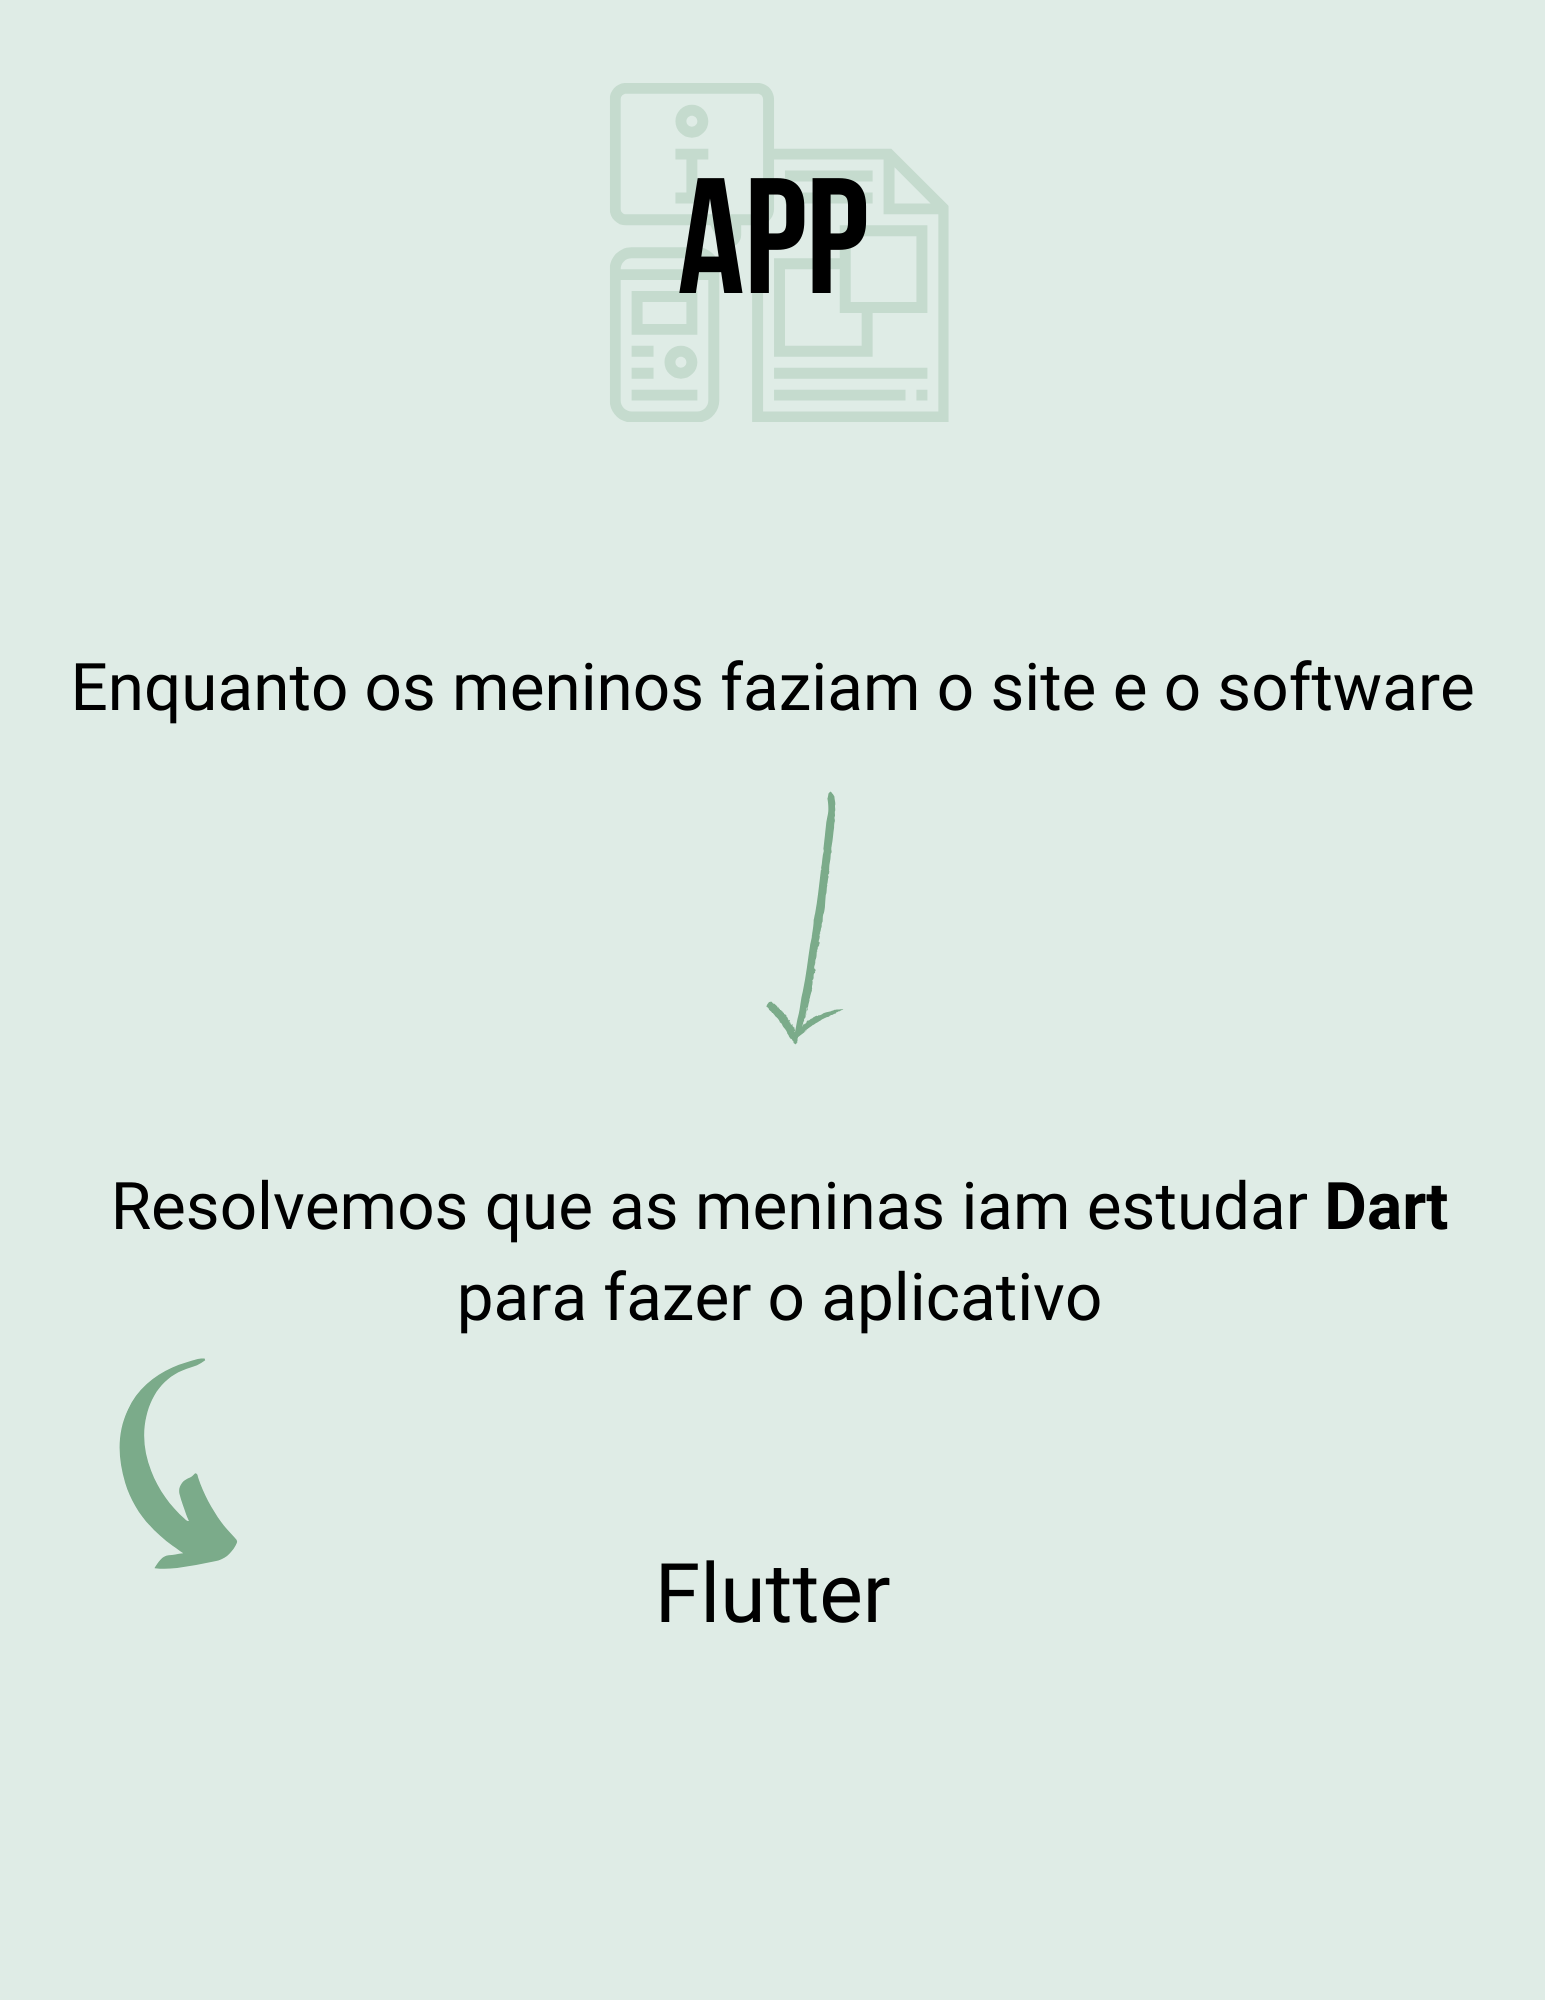 APP
Enquanto os meninos faziam o site e o software
Resolvemos que as meninas iam estudar Dart
para fazer o aplicativo
Flutter